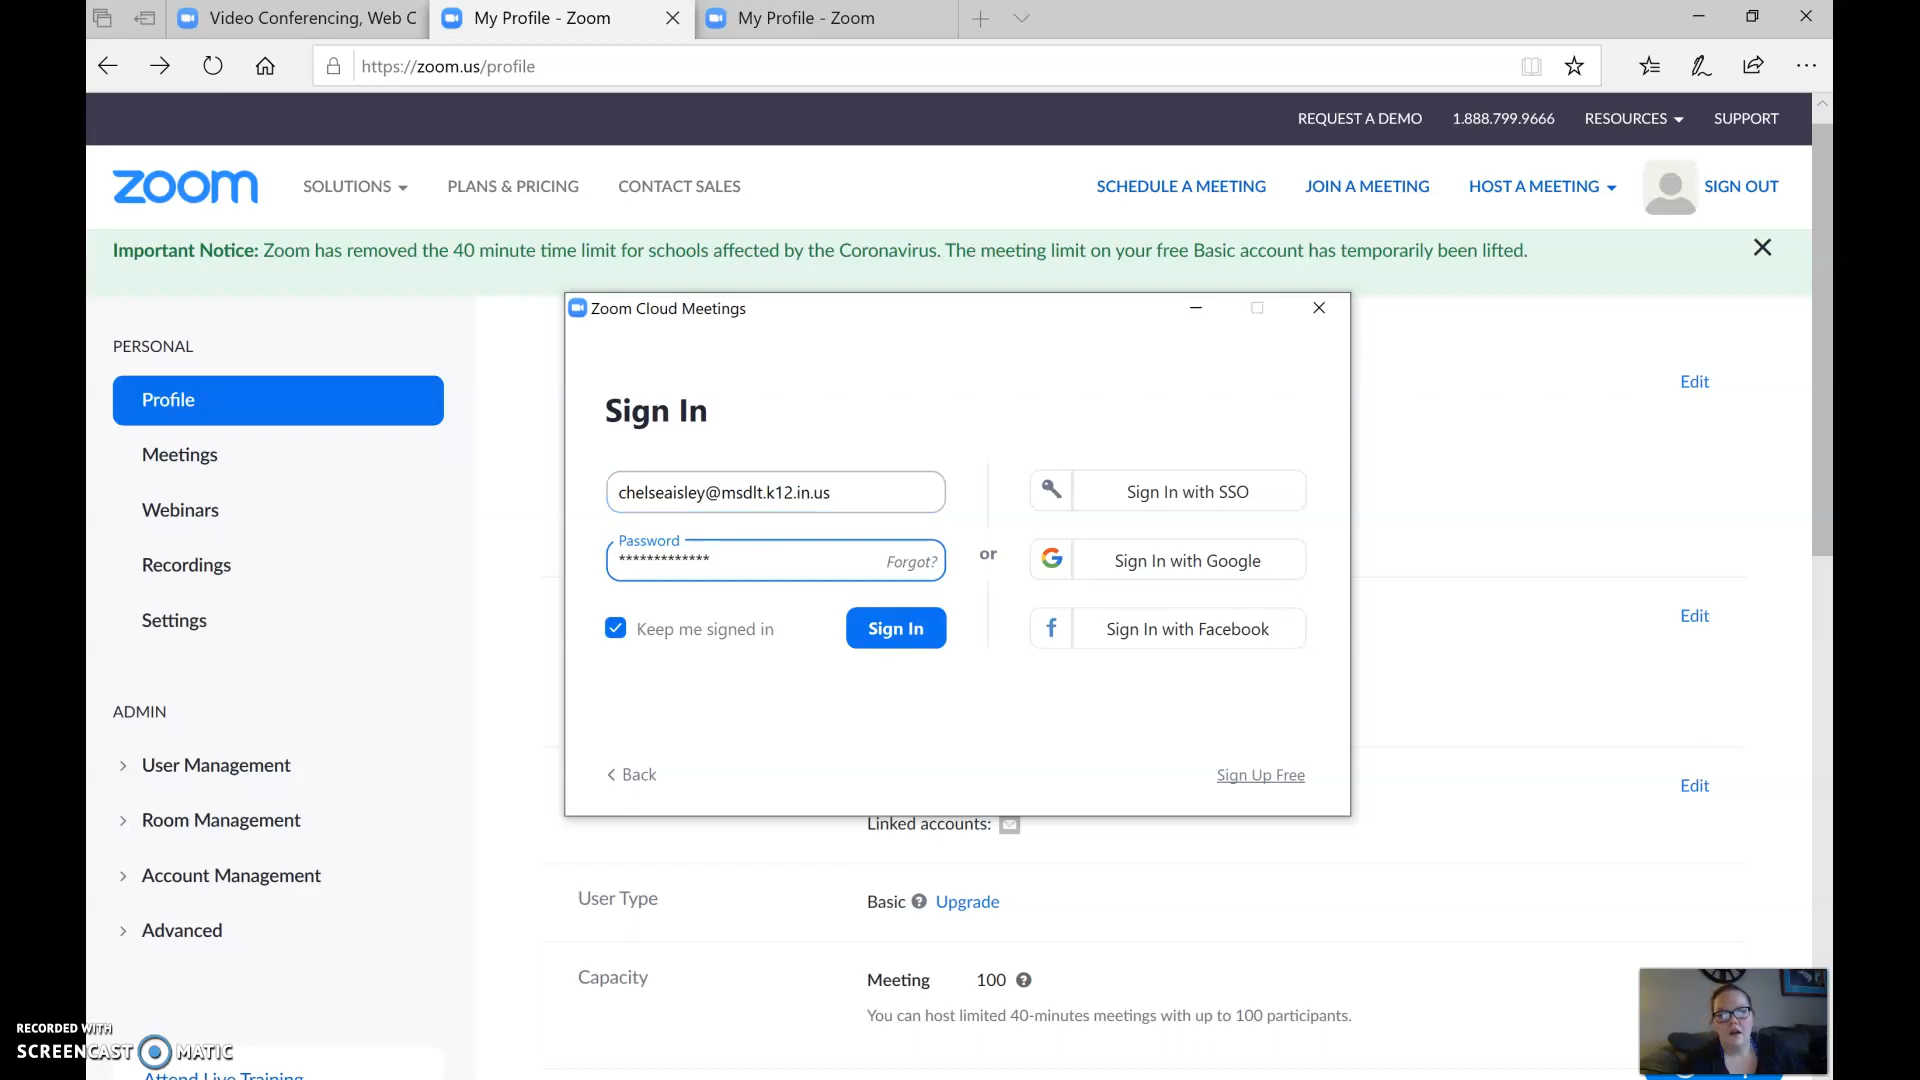 Video Conferencing, Web C
My Profile - Zoom
My Profile - Zoom
https://zoom.us/profile
REQUEST A DEMO
1.888.799.9666
RESOURCES
SUPPORT
zoom
SOLUTIONS
PLANS & PRICING
CONTACT SALES
SCHEDULE A MEETING
JOIN A MEETING
HOST A MEETING
SIGN OUT
Important Notice: Zoom has removed the 40 minute time limit for schools affected by the Coronavirus. The meeting limit on your free Basic account has temporarily been lifted.
PERSONAL
Profile
Meetings
Webinars
Recordings
Settings
ADMIN
User Management
Room Management
Account Management
Advanced
Attend Live Training
Zoom Cloud Meetings
Sign In
chelseaisley@msdlt.k12.in.us
Password
*************
Forgot?
Keep me signed in
Sign In
or
Sign In with SSO
Sign In with Google
Sign In with Facebook
< Back
Sign Up Free
Edit
Edit
Edit
Linked accounts:
User Type
Basic
Upgrade
Capacity
Meeting 100
You can host limited 40-minutes meetings with up to 100 participants.
RECORDED WITH
SCREENCAST MATIC